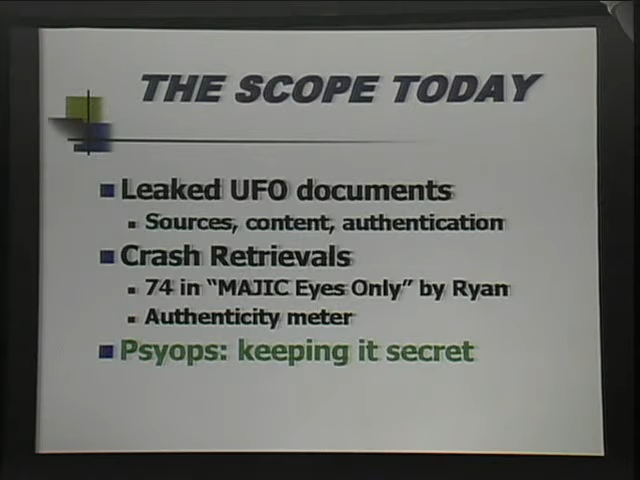 THE SCOPE TODAY
Leaked UFO documents
Sources, content, authentication
Crash Retrievals
74 in “MAJIC Eyes Only” by Ryan
Authenticity meter
Psyops: keeping it secret